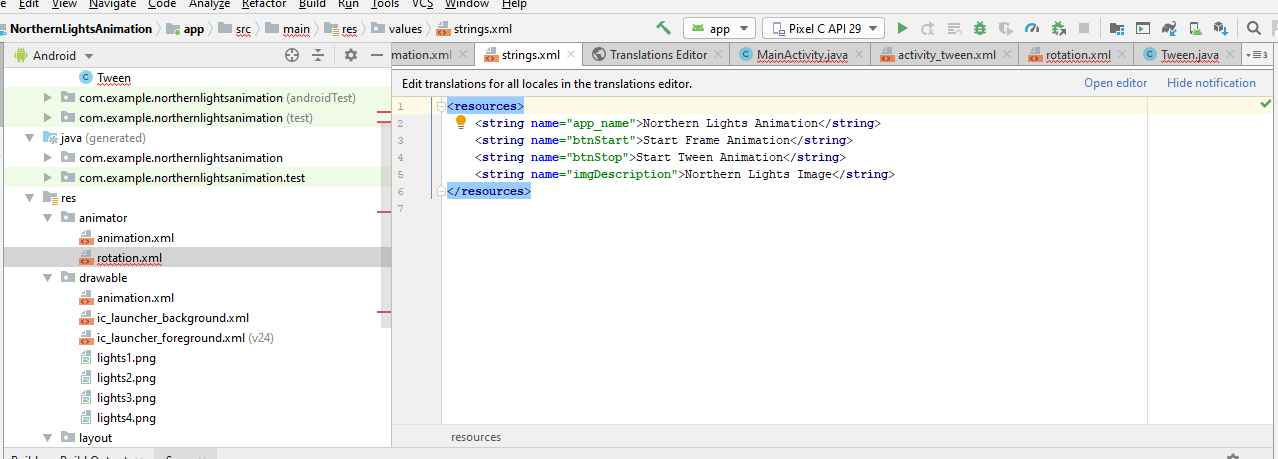 e Edit View Navigate Code Analyze Refactor Build Run Tools VCS Window Help
NorthernLightsAnimation app src main res values strings.xml app Pixel C API 29
Android mation.xml strings.xml Translations Editor MainActivity.java activity_tween.xml rotation.xml Tween.java 3
Tween
com.example.northernlightsanimation (androidTest)
com.example.northernlightsanimation (test)
java (generated)
com.example.northernlightsanimation
com.example.northernlightsanimation.test
res
animator
animation.xml
rotation.xml
drawable
animation.xml
ic_launcher_background.xml
ic_launcher_foreground.xml (v24)
lights1.png
lights2.png
lights3.png
lights4.png
layout
Edit translations for all locales in the translations editor. Open editor Hide notification
1 <resources>
2 <string name="app_name">Northern Lights Animation</string>
3 <string name="btnStart">Start Frame Animation</string>
4 <string name="btnStop">Start Tween Animation</string>
5 <string name="imgDescription">Northern Lights Image</string>
6 </resources>
7
resources